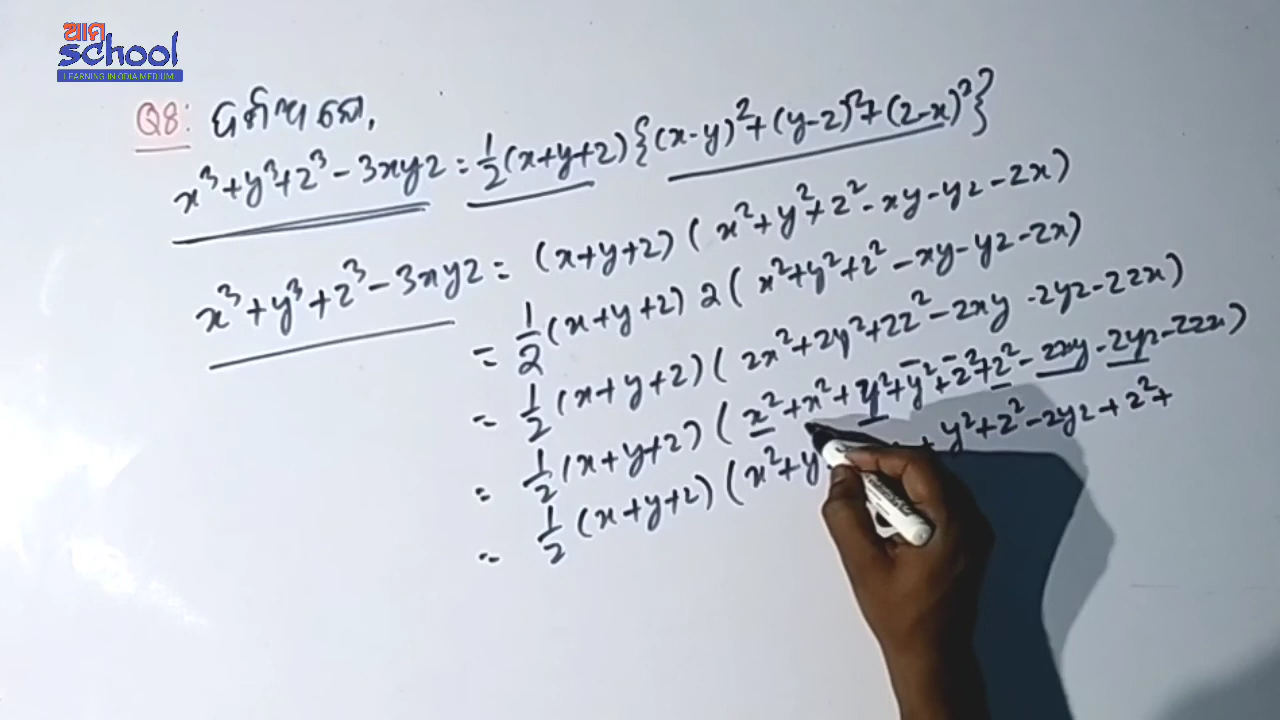 ଆମ
school
LEARNING IN ODIA MEDIUM
Q8: ପ୍ରମାଣ କର,
x³+y³+z³-3xyz = 1/2(x+y+z){(x-y)²+(y-z)²+(z-x)²}
x³+y³+z³-3xyz = (x+y+z)(x²+y²+z²-xy-yz-zx)
= 1/2(x+y+z)2(x²+y²+z²-xy-yz-zx)
= 1/2(x+y+z)(2x²+2y²+2z²-2xy-2yz-2zx)
= 1/2(x+y+z)(x²+x²+y²+y²+z²+z²-2xy-2yz-2zx)
= 1/2(x+y+z)(x²+y +y²+z²-2yz+z²+